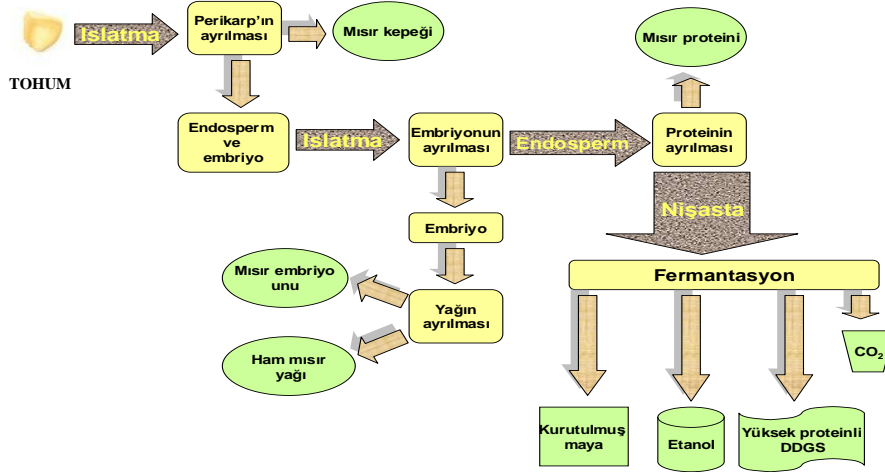 TOHUM
Islatma
Perikarp'ın
ayrılması
Mısır kepeği
Mısır proteini
Endosperm
ve
embriyo
Islatma
Embriyonun
ayrılması
Endosperm
Proteinin
ayrılması
Nişasta
Embriyo
Mısır embriyo
unu
Yağın
ayrılması
Ham mısır
yağı
Fermantasyon
CO₂
Kurutulmuş
maya
Etanol
Yüksek proteinli
DDGS